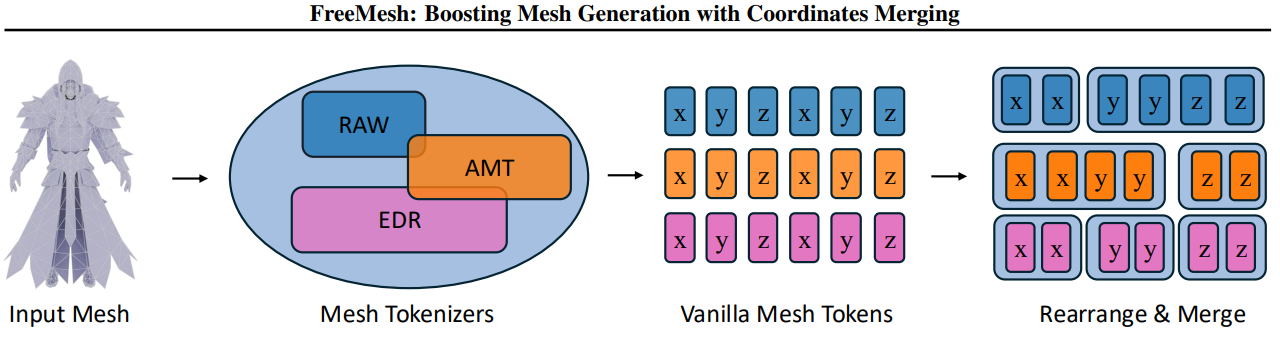 FreeMesh: Boosting Mesh Generation with Coordinates Merging
RAW
AMT
EDR
x y z x y z
x y z x y z
x y z x y z
x x y y z z
x x y y z z
x x y y z z
Input Mesh
Mesh Tokenizers
Vanilla Mesh Tokens
Rearrange & Merge